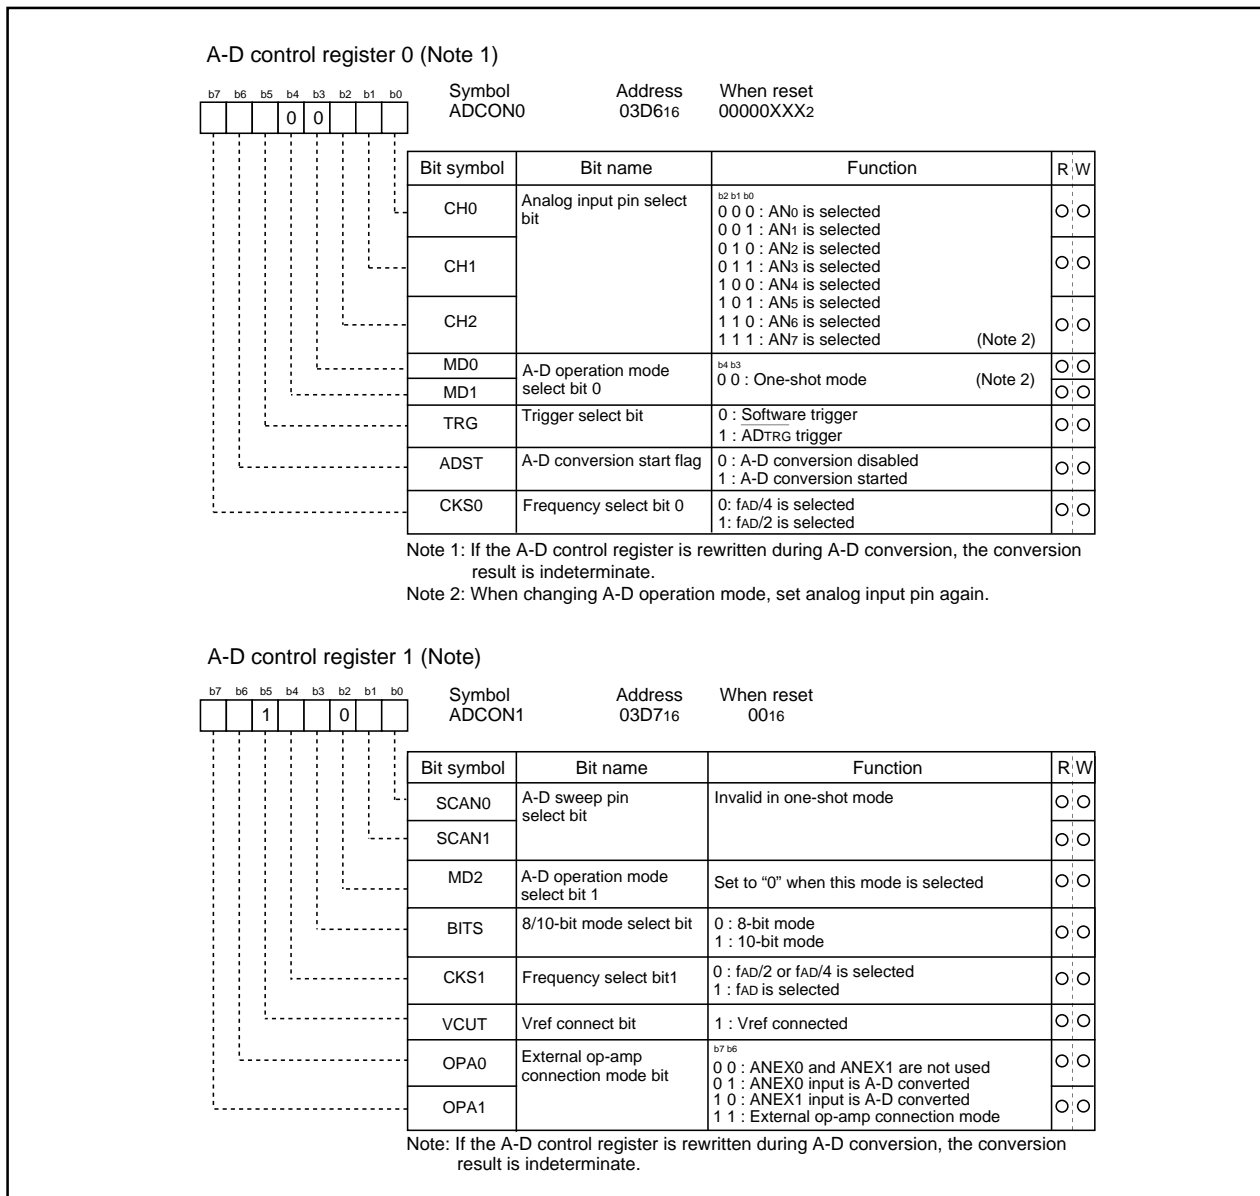 A-D control register 0 (Note 1)
b7 b6 b5 b4 b3 b2 b1 b0
0 0
Symbol Address When reset
ADCON0 03D616 00000XXX2
Bit symbol Bit name Function R W
CH0 Analog input pin select
bit
CH1
CH2
b2 b1 b0
0 0 0 : AN0 is selected
0 0 1 : AN1 is selected
0 1 0 : AN2 is selected
0 1 1 : AN3 is selected
1 0 0 : AN4 is selected
1 0 1 : AN5 is selected
1 1 0 : AN6 is selected
1 1 1 : AN7 is selected (Note 2)
MD0
MD1
A-D operation mode
select bit 0
b4 b3
0 0 : One-shot mode (Note 2)
TRG Trigger select bit
0 : Software trigger
1 : ADTRG trigger
ADST A-D conversion start flag
0 : A-D conversion disabled
1 : A-D conversion started
CKS0 Frequency select bit 0
0: fAD/4 is selected
1: fAD/2 is selected
Note 1: If the A-D control register is rewritten during A-D conversion, the conversion
result is indeterminate.
Note 2: When changing A-D operation mode, set analog input pin again.
A-D control register 1 (Note)
b7 b6 b5 b4 b3 b2 b1 b0
1 0
Symbol Address When reset
ADCON1 03D716 0016
Bit symbol Bit name Function R W
SCAN0
SCAN1
A-D sweep pin
select bit
Invalid in one-shot mode
MD2
A-D operation mode
select bit 1
Set to “0” when this mode is selected
BITS 8/10-bit mode select bit
0 : 8-bit mode
1 : 10-bit mode
CKS1 Frequency select bit1
0 : fAD/2 or fAD/4 is selected
1 : fAD is selected
VCUT Vref connect bit 1 : Vref connected
OPA0
OPA1
External op-amp
connection mode bit
b7 b6
0 0 : ANEX0 and ANEX1 are not used
0 1 : ANEX0 input is A-D converted
1 0 : ANEX1 input is A-D converted
1 1 : External op-amp connection mode
Note: If the A-D control register is rewritten during A-D conversion, the conversion
result is indeterminate.